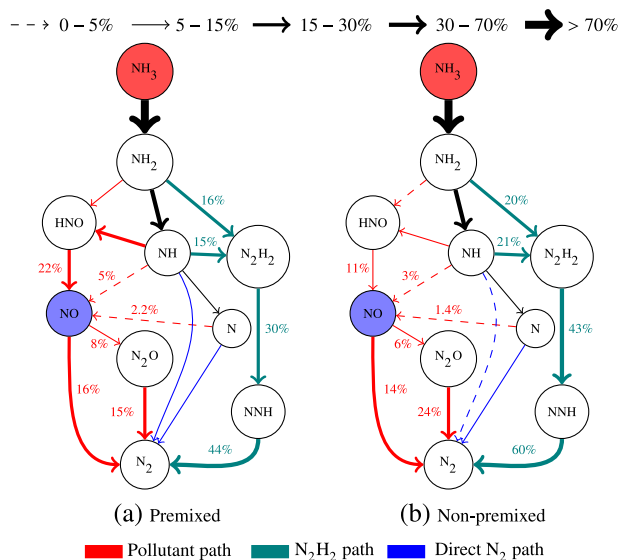 0 – 5% 5 – 15% 15 – 30% 30 – 70% > 70%
NH3 NH3
NH2 NH2
16% 20%
HNO HNO
15% 21%
NH N2H2 NH N2H2
22% 5% 11% 3%
2.2% 1.4%
NO N NO N
8% 30% 6% 43%
N2O N2O
16% 15% 14% 24%
NNH NNH
44% 60%
N2 N2
(a) Premixed (b) Non-premixed
Pollutant path N2H2 path Direct N2 path